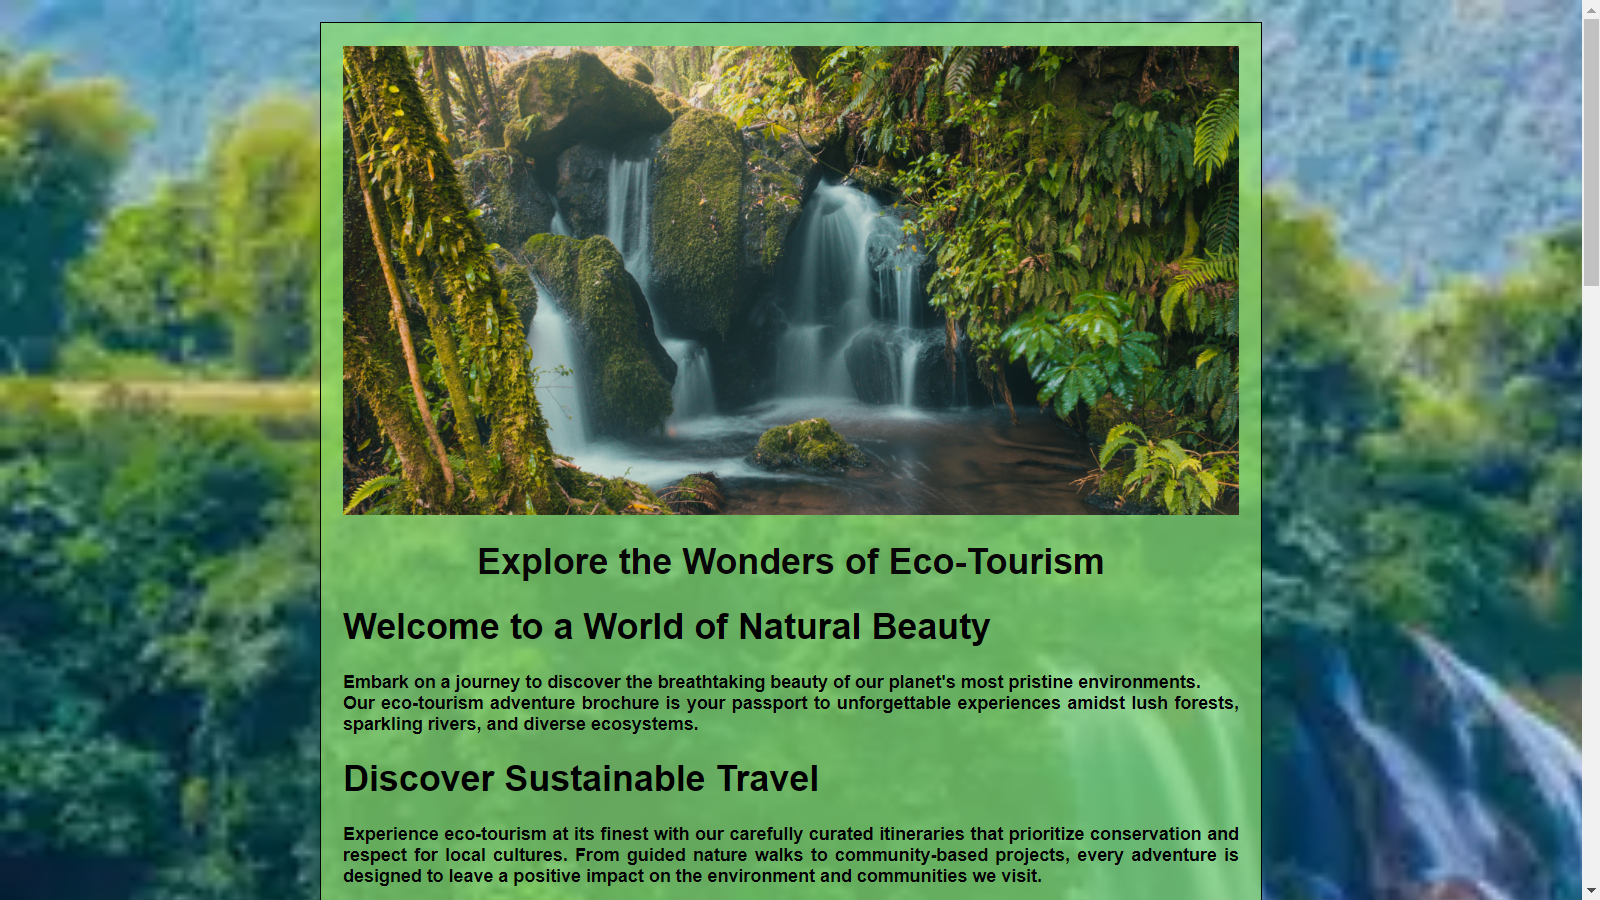 Explore the Wonders of Eco-Tourism
Welcome to a World of Natural Beauty
Embark on a journey to discover the breathtaking beauty of our planet's most pristine environments.
Our eco-tourism adventure brochure is your passport to unforgettable experiences amidst lush forests,
sparkling rivers, and diverse ecosystems.
Discover Sustainable Travel
Experience eco-tourism at its finest with our carefully curated itineraries that prioritize conservation and
respect for local cultures. From guided nature walks to community-based projects, every adventure is
designed to leave a positive impact on the environment and communities we visit.